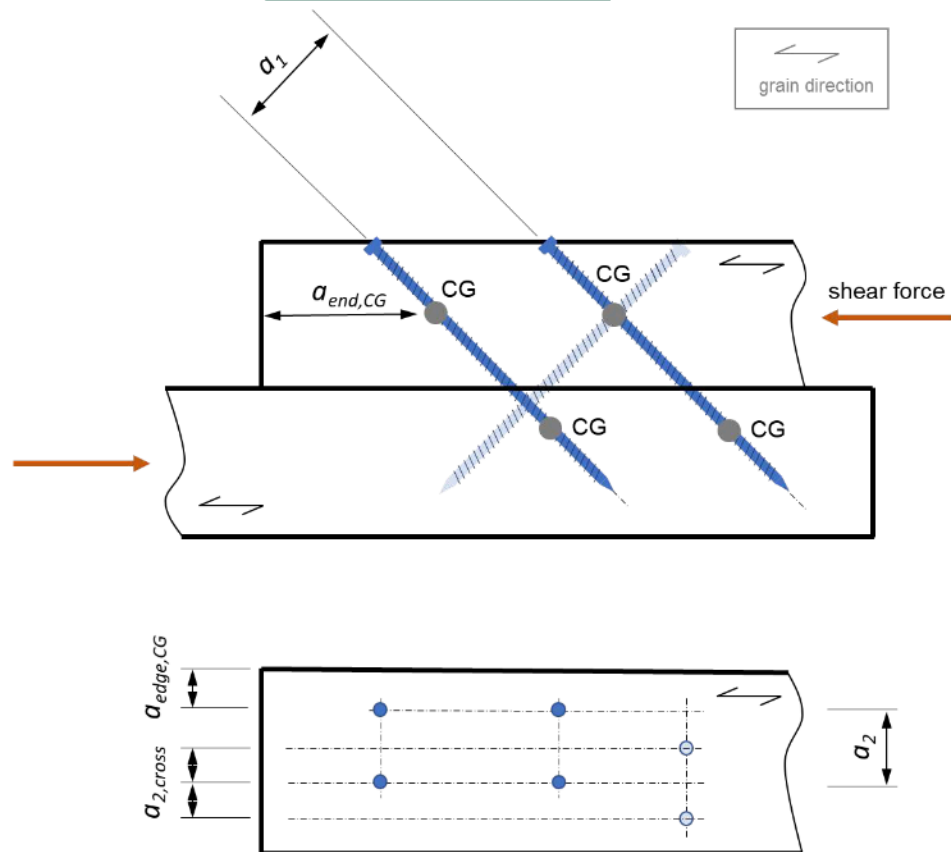 a1
grain direction
CG
CG
aend,CG
shear force
CG
CG
aedge,CG
a2,cross
a2